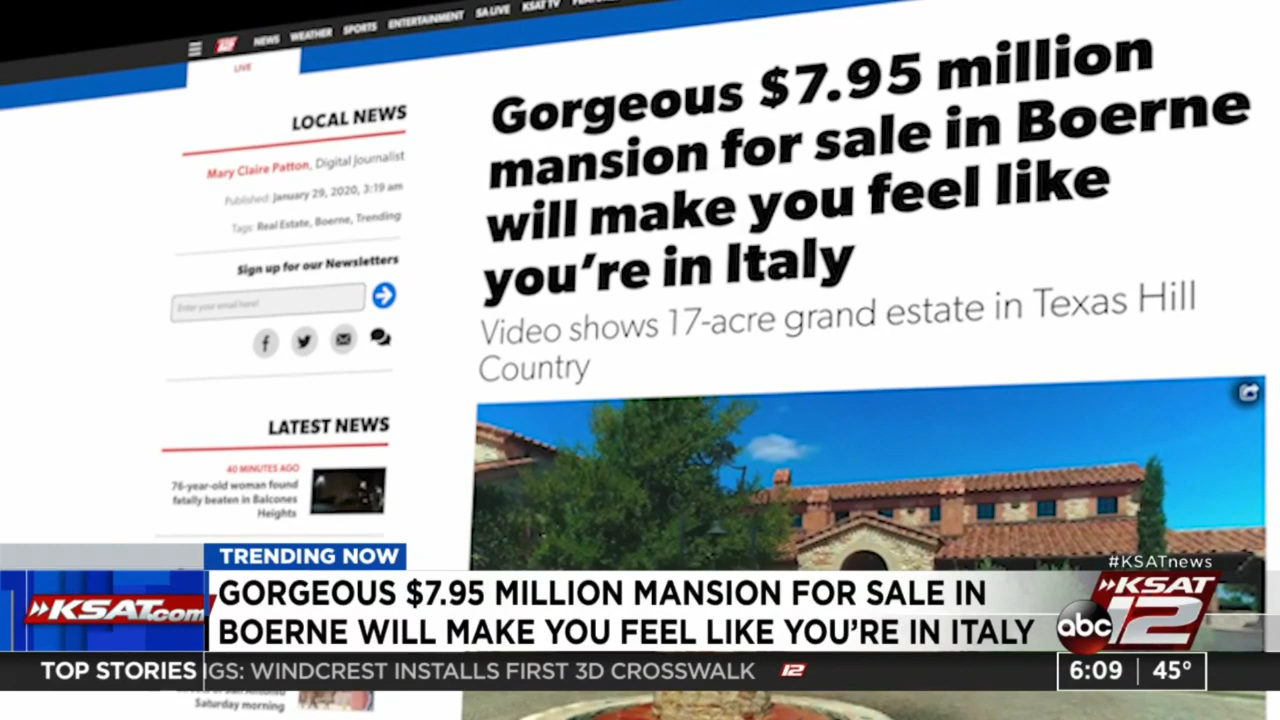 NEWS WEATHER SPORTS ENTERTAINMENT SA LIVE KSAT TV
LIVE
LOCAL NEWS
Mary Claire Patton, Digital Journalist
Published: January 29, 2020, 3:19 am
Tags: Real Estate, Boerne, Trending
Sign up for our Newsletters
Enter your email here!
LATEST NEWS
40 MINUTES AGO
76-year-old woman found
fatally beaten in Balcones
Heights
Gorgeous $7.95 million
mansion for sale in Boerne
will make you feel like
you're in Italy
Video shows 17-acre grand estate in Texas Hill
Country
TRENDING NOW
#KSATnews
KSAT.com
GORGEOUS $7.95 MILLION MANSION FOR SALE IN
BOERNE WILL MAKE YOU FEEL LIKE YOU'RE IN ITALY
abc
KSAT
12
TOP STORIES
IGS: WINDCREST INSTALLS FIRST 3D CROSSWALK 12
6:09 45°
Saturday morning